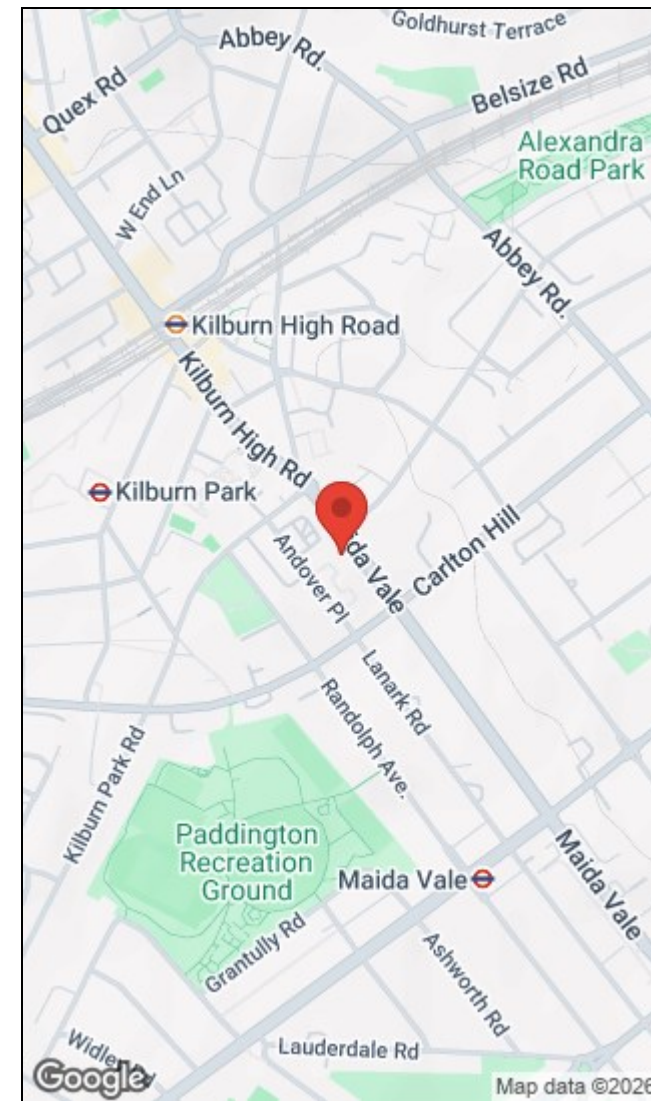 Goldhurst Terrace
Abbey Rd.
Quex Rd
Belsize Rd
Alexandra
Road Park
W End Ln
Abbey Rd.
Kilburn High Road
Kilburn High Rd
Kilburn Park
Maida Vale
Carlton Hill
Andover Pl
Lanark Rd
Randolph Ave.
Kilburn Park Rd
Paddington
Recreation
Ground
Maida Vale
Maida Vale
Grantully Rd
Ashworth Rd
Lauderdale Rd
Google
Map data ©2026